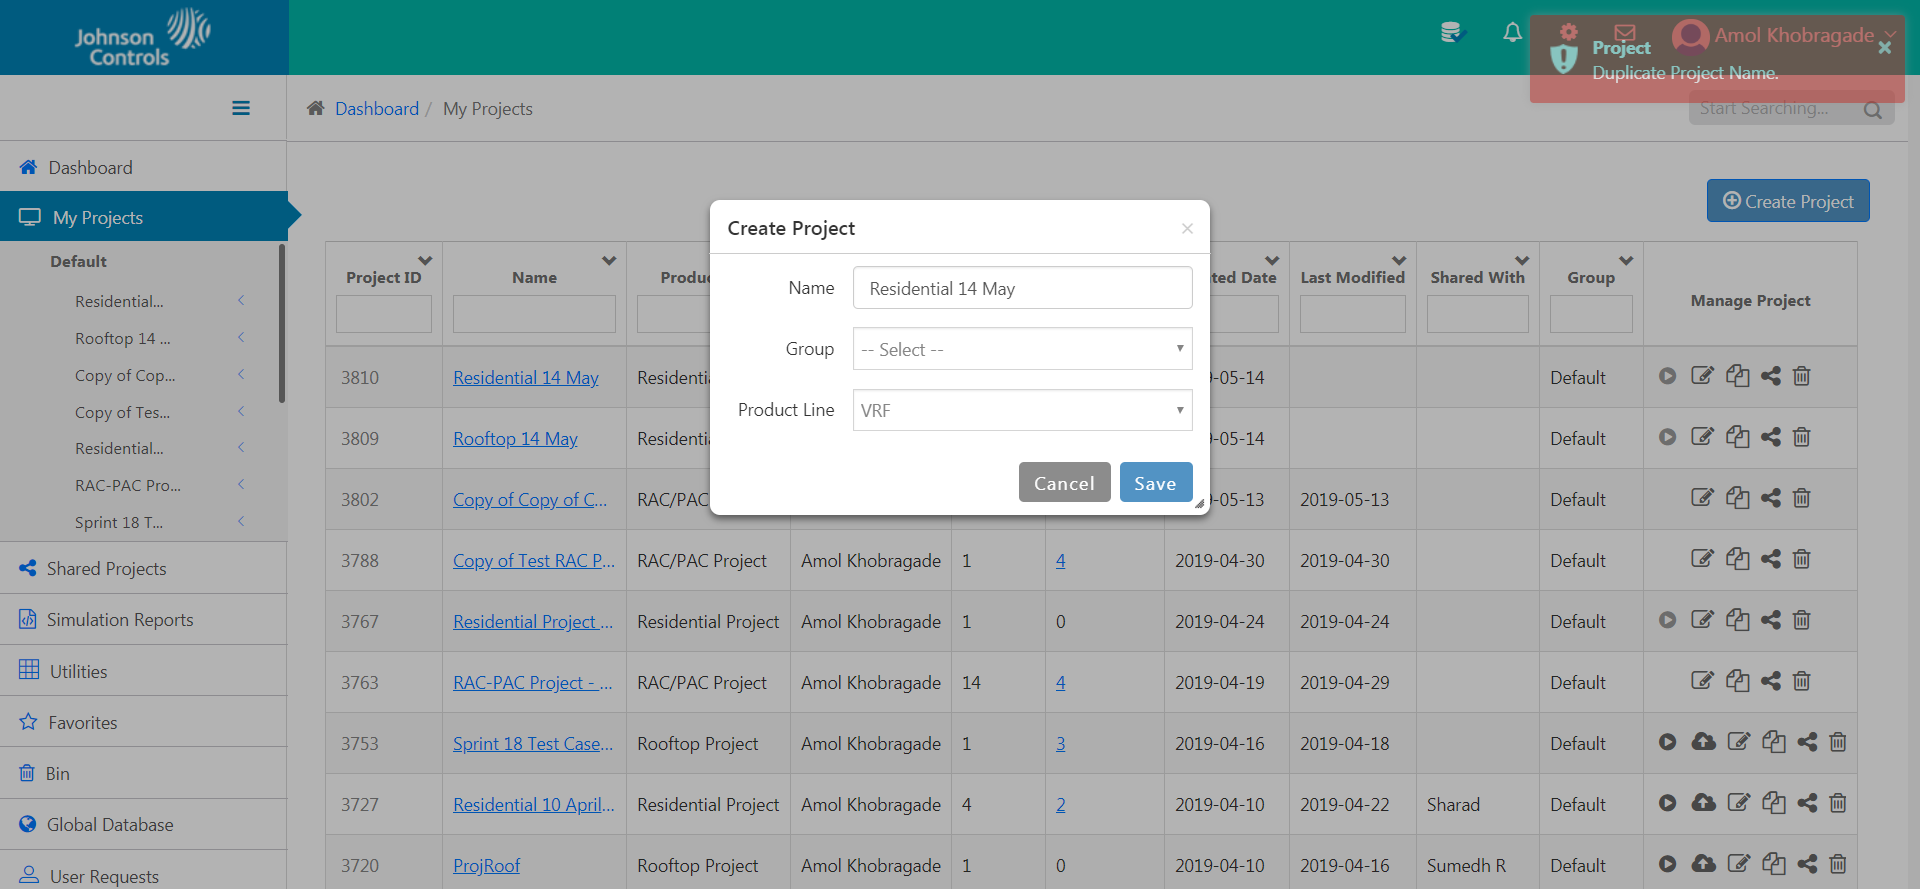 Johnson
Controls
Amol Khobragade
Project
Duplicate Project Name.
Dashboard / My Projects
Start Searching...
Dashboard
My Projects
Default
Residential...
Rooftop 14 ...
Copy of Cop...
Copy of Tes...
Residential...
RAC-PAC Pro...
Sprint 18 T...
Shared Projects
Simulation Reports
Utilities
Favorites
Bin
Global Database
User Requests
Create Project
Create Project
Name Residential 14 May
Group -- Select --
Product Line VRF
Cancel Save
Project ID Name Produc ted Date Last Modified Shared With Group Manage Project
3810 Residential 14 May Residenti 9-05-14 Default
3809 Rooftop 14 May Residenti 9-05-14 Default
3802 Copy of Copy of C... RAC/PAC 9-05-13 2019-05-13 Default
3788 Copy of Test RAC P... RAC/PAC Project Amol Khobragade 1 4 2019-04-30 2019-04-30 Default
3767 Residential Project ... Residential Project Amol Khobragade 1 0 2019-04-24 2019-04-24 Default
3763 RAC-PAC Project - ... RAC/PAC Project Amol Khobragade 14 4 2019-04-19 2019-04-29 Default
3753 Sprint 18 Test Case... Rooftop Project Amol Khobragade 1 3 2019-04-16 2019-04-18 Default
3727 Residential 10 April... Residential Project Amol Khobragade 4 2 2019-04-10 2019-04-22 Sharad Default
3720 ProjRoof Rooftop Project Amol Khobragade 1 0 2019-04-10 2019-04-16 Sumedh R Default